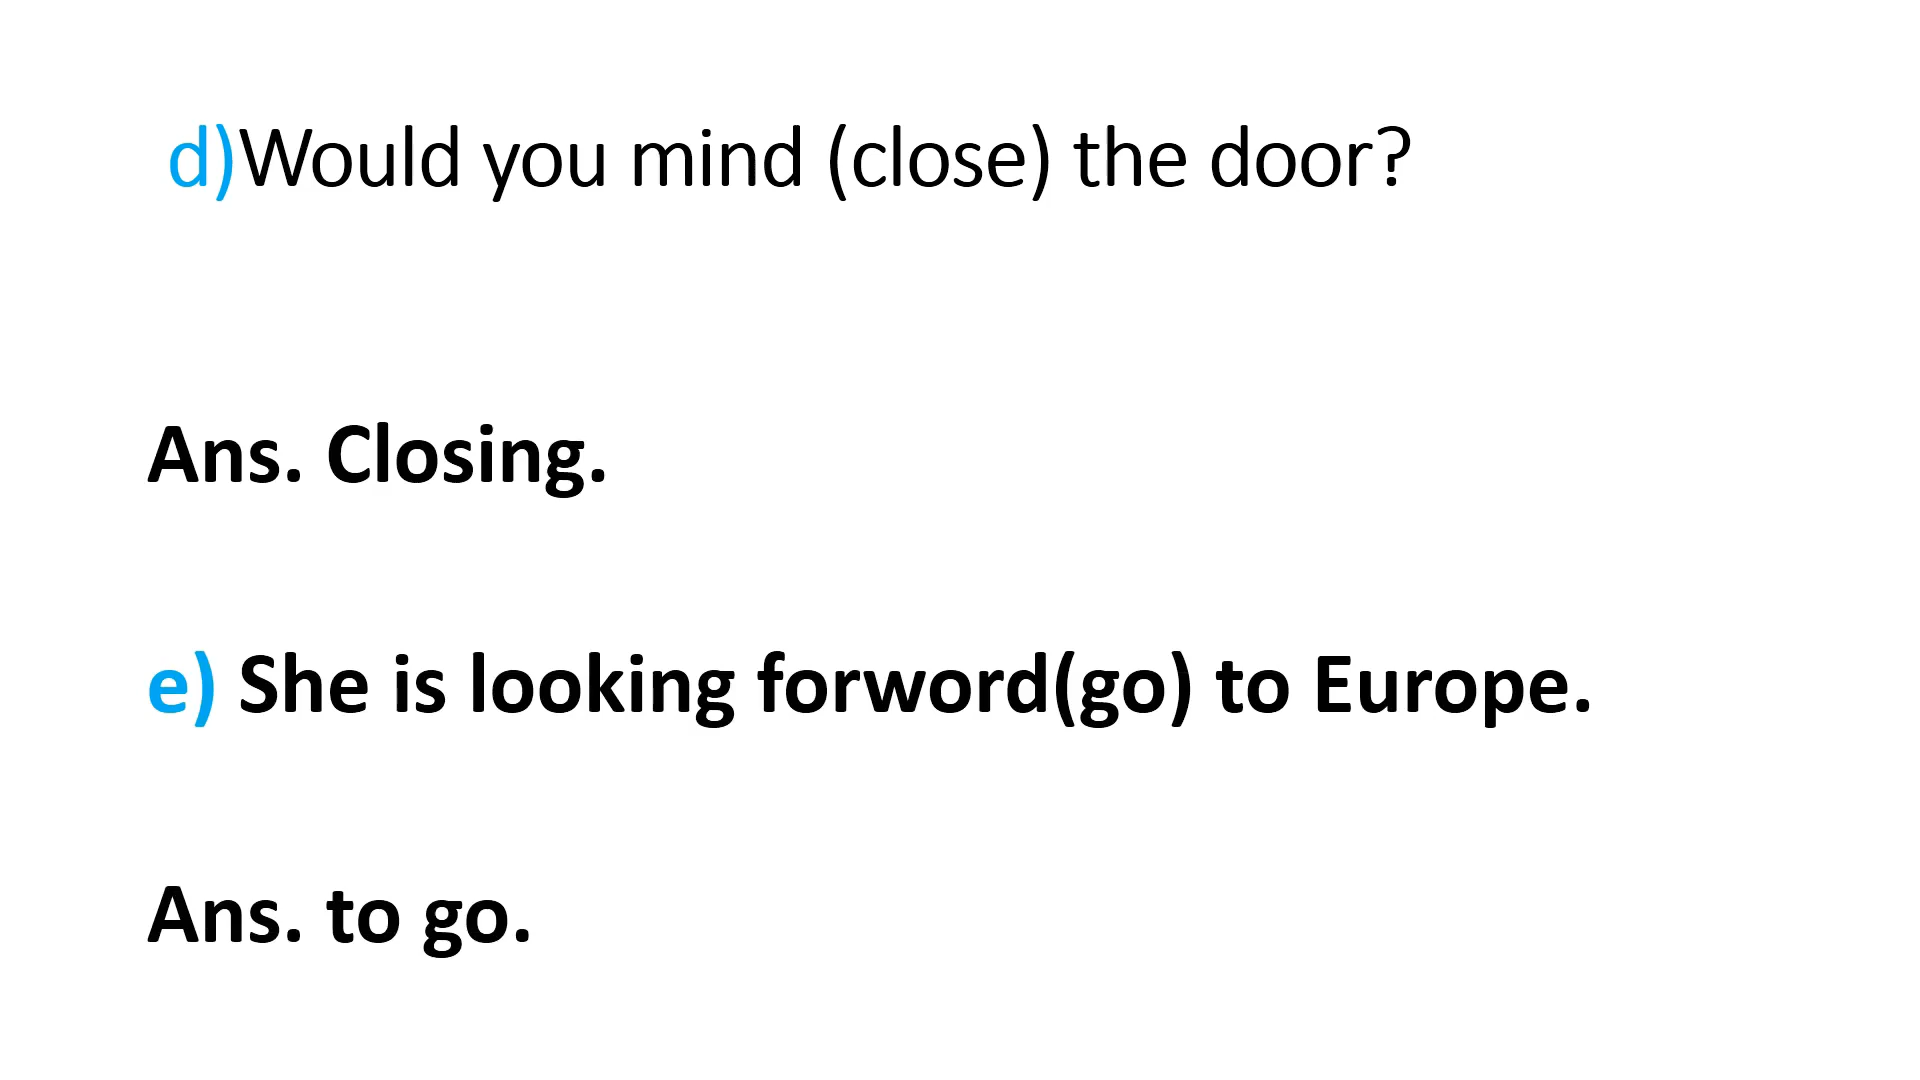 d)Would you mind (close) the door?
Ans. Closing.
e) She is looking forword(go) to Europe.
Ans. to go.